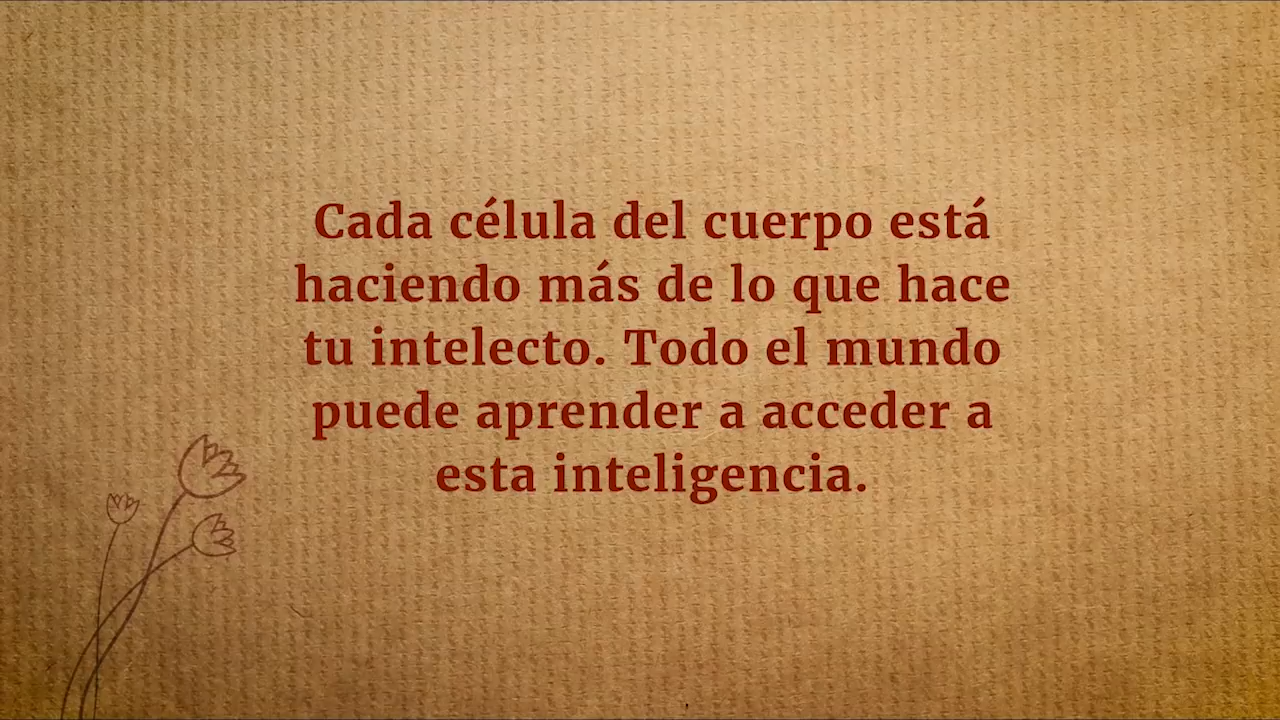 Cada célula del cuerpo está
haciendo más de lo que hace
tu intelecto. Todo el mundo
puede aprender a acceder a
esta inteligencia.